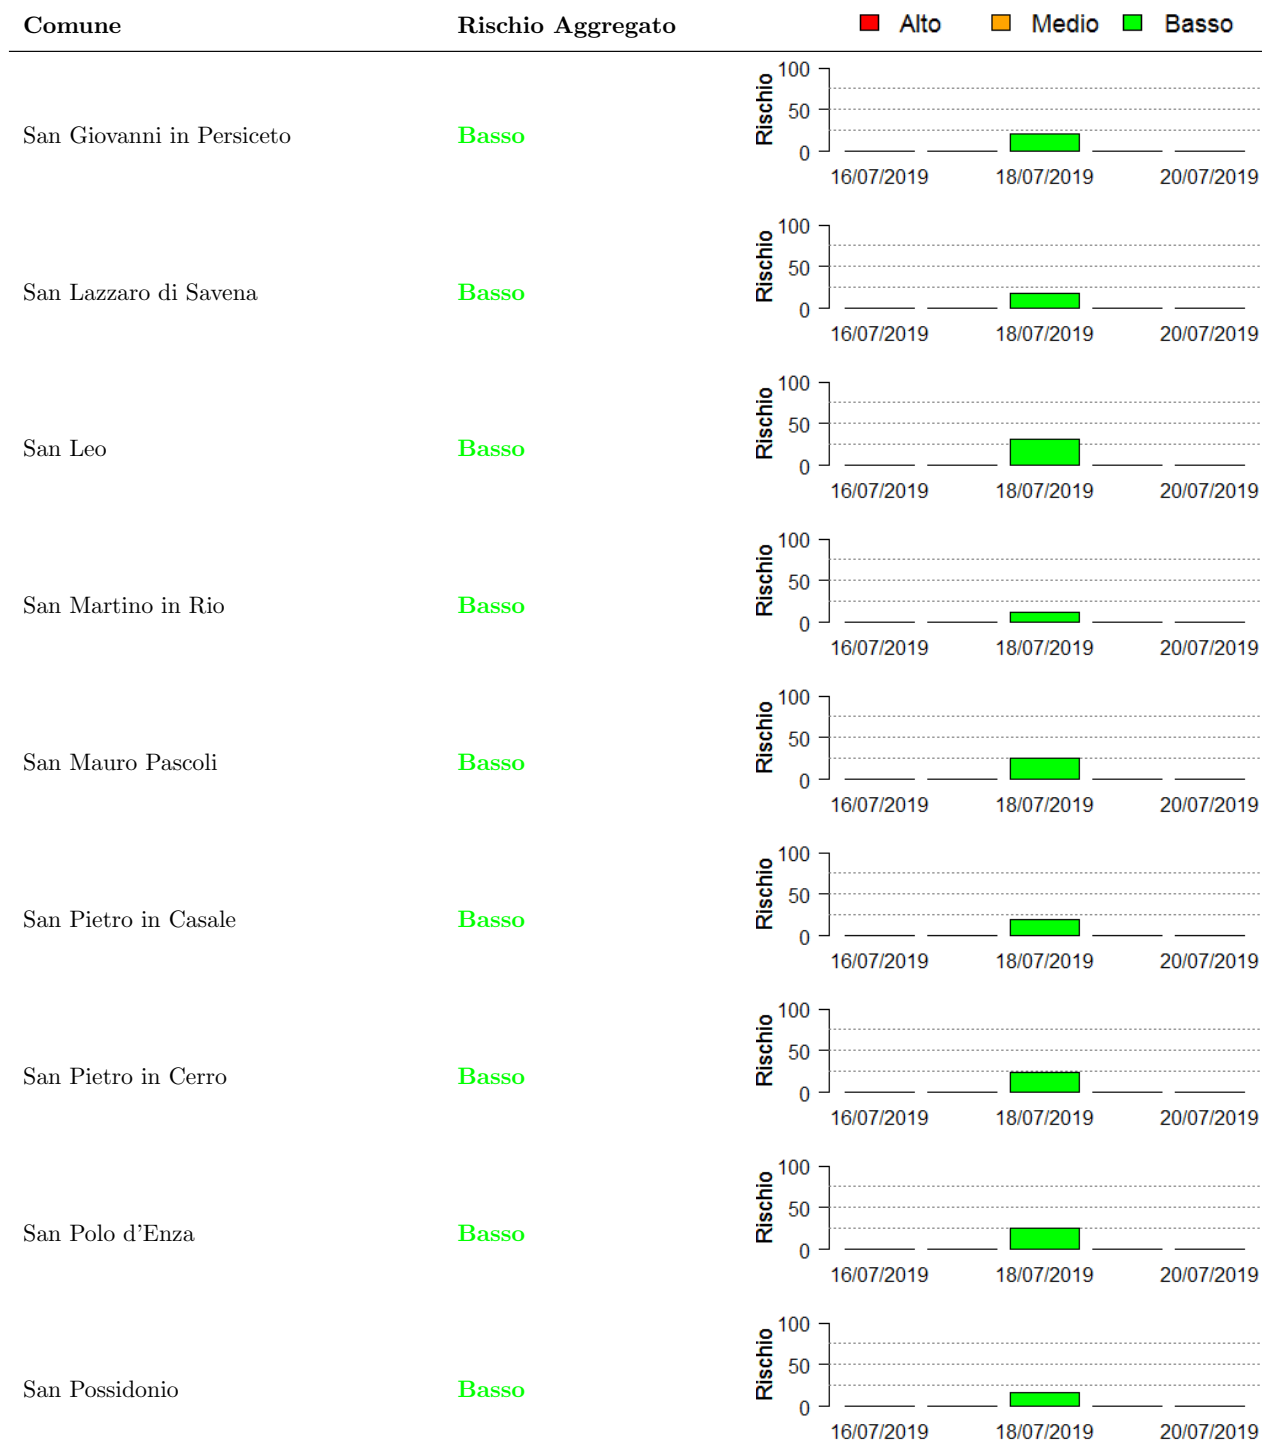 Comune Rischio Aggregato Alto Medio Basso
San Giovanni in Persiceto Basso Rischio 100 50 0
16/07/2019 18/07/2019 20/07/2019
San Lazzaro di Savena Basso Rischio 100 50 0
16/07/2019 18/07/2019 20/07/2019
San Leo Basso Rischio 100 50 0
16/07/2019 18/07/2019 20/07/2019
San Martino in Rio Basso Rischio 100 50 0
16/07/2019 18/07/2019 20/07/2019
San Mauro Pascoli Basso Rischio 100 50 0
16/07/2019 18/07/2019 20/07/2019
San Pietro in Casale Basso Rischio 100 50 0
16/07/2019 18/07/2019 20/07/2019
San Pietro in Cerro Basso Rischio 100 50 0
16/07/2019 18/07/2019 20/07/2019
San Polo d'Enza Basso Rischio 100 50 0
16/07/2019 18/07/2019 20/07/2019
San Possidonio Basso Rischio 100 50 0
16/07/2019 18/07/2019 20/07/2019